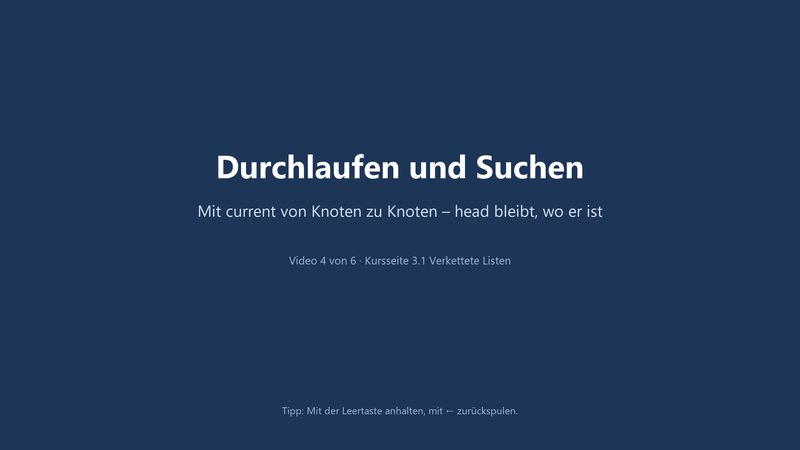 Durchlaufen und Suchen
Mit current von Knoten zu Knoten – head bleibt, wo er ist
Video 4 von 6 · Kursseite 3.1 Verkettete Listen
Tipp: Mit der Leertaste anhalten, mit ← zurückspulen.